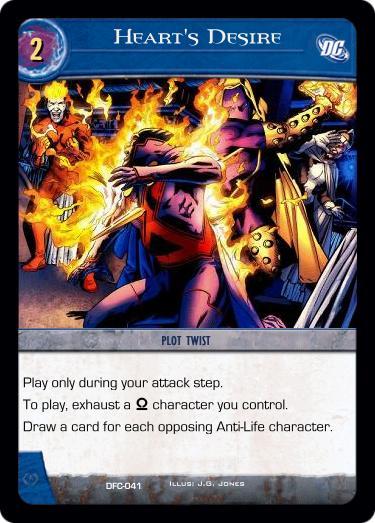 Heart's Desire
2
DC
PLOT TWIST
Play only during your attack step.
To play, exhaust a Ω character you control.
Draw a card for each opposing Anti-Life character.
DFC-041 Illus: J.G. Jones